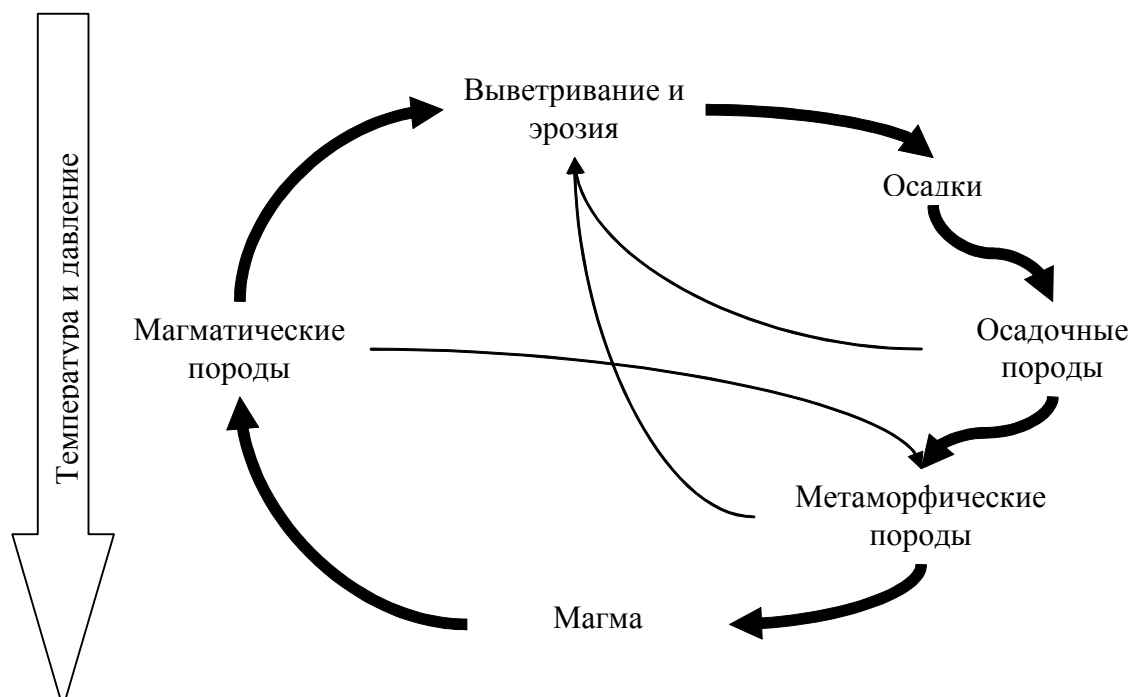 Температура и давление
Выветривание и
эрозия
Осадки
Магматические
породы
Осадочные
породы
Метаморфические
породы
Магма